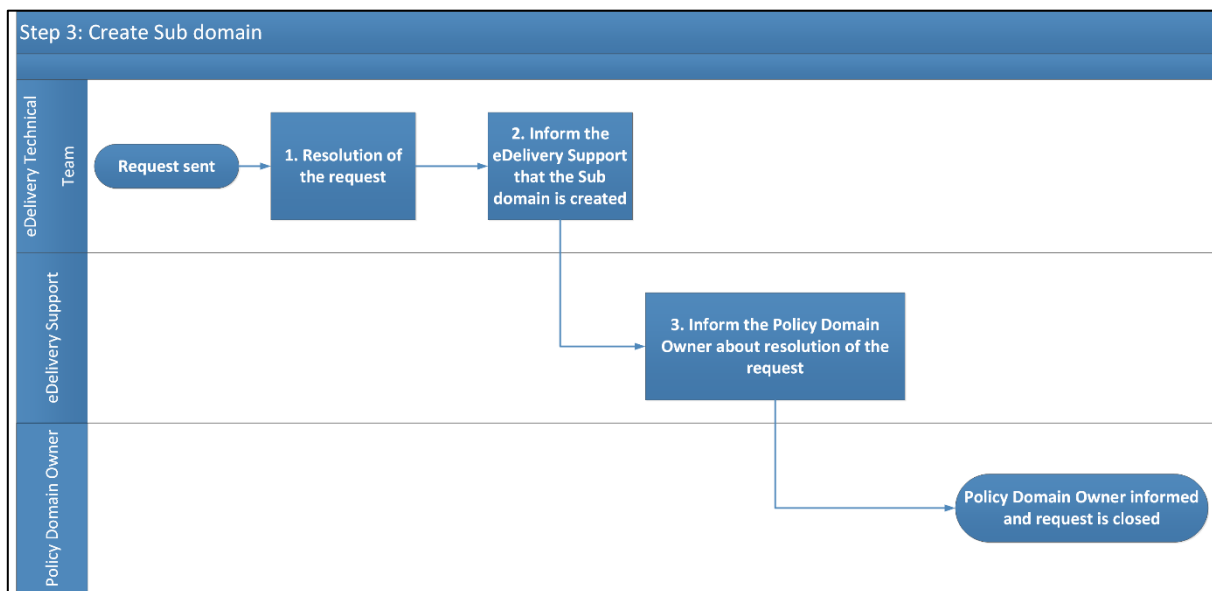 Step 3: Create Sub domain
eDelivery Technical
Team
Request sent
1. Resolution of
the request
2. Inform the
eDelivery Support
that the Sub
domain is created
eDelivery Support
3. Inform the Policy Domain
Owner about resolution of the
request
Policy Domain Owner
Policy Domain Owner informed
and request is closed